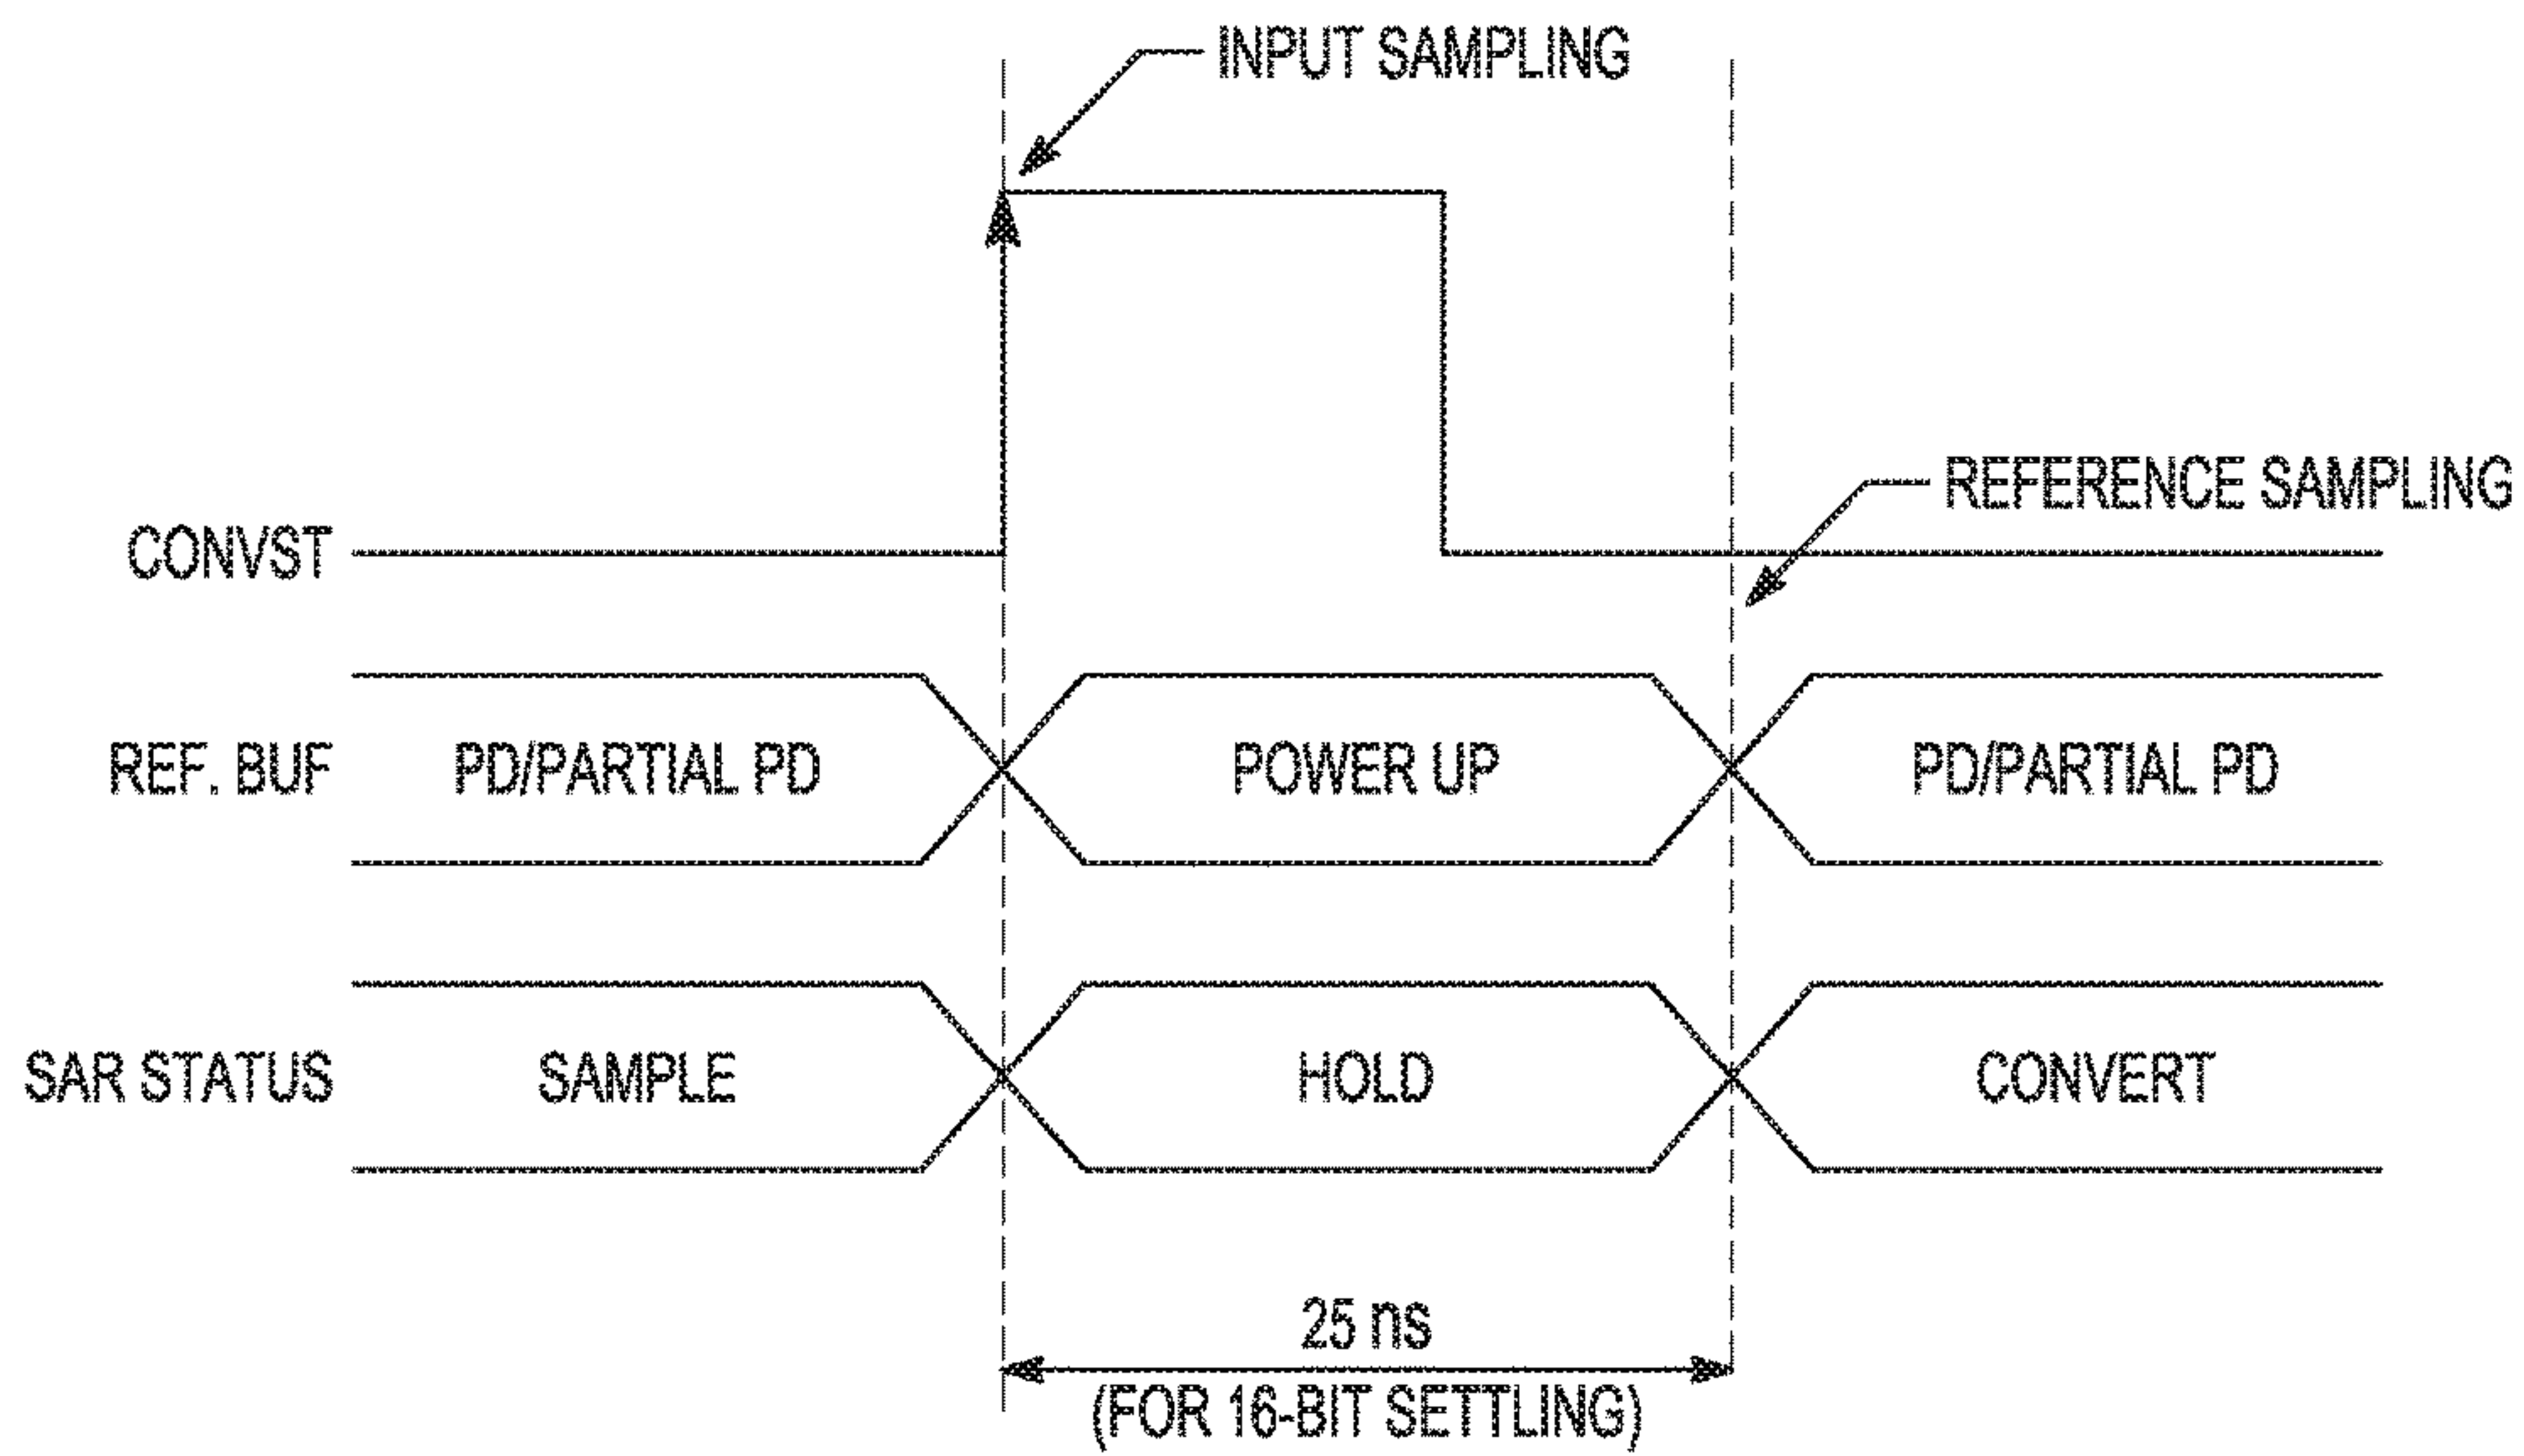 INPUT SAMPLING
REFERENCE SAMPLING
CONVST
REF. BUF
PD/PARTIAL PD
POWER UP
PD/PARTIAL PD
SAR STATUS
SAMPLE
HOLD
CONVERT
25 ns
(FOR 16-BIT SETTLING)